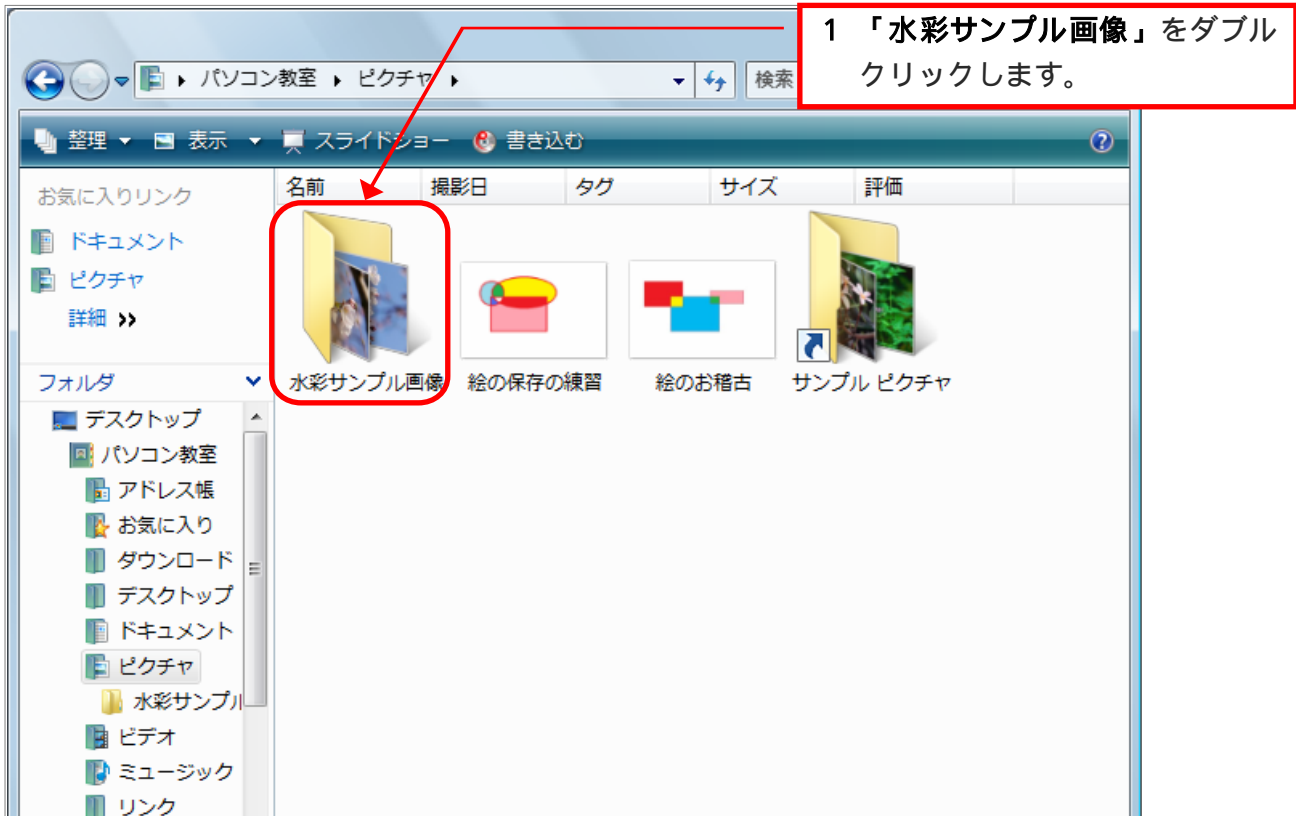 1 「水彩サンプル画像」をダブル
クリックします。
パソコン教室 ピクチャ
検索
整理 表示 スライドショー 書き込む
お気に入りリンク
ドキュメント
ピクチャ
詳細 >>
フォルダ
デスクトップ
パソコン教室
アドレス帳
お気に入り
ダウンロード
デスクトップ
ドキュメント
ピクチャ
水彩サンプル
ビデオ
ミュージック
リンク
名前 撮影日 タグ サイズ 評価
水彩サンプル画像 絵の保存の練習 絵のお稽古 サンプル ピクチャ